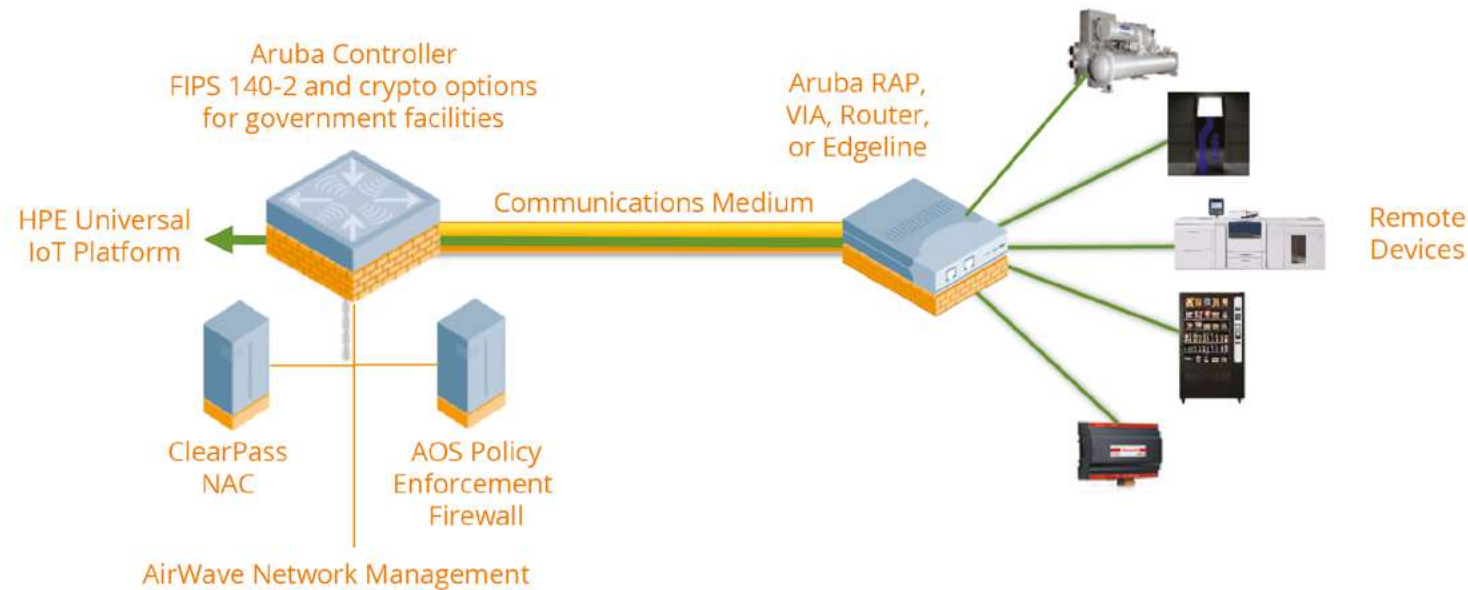 Aruba Controller
FIPS 140-2 and crypto options
for government facilities
Aruba RAP,
VIA, Router,
or Edgeline
Communications Medium
HPE Universal
IoT Platform
Remote
Devices
ClearPass
NAC
AOS Policy
Enforcement
Firewall
AirWave Network Management